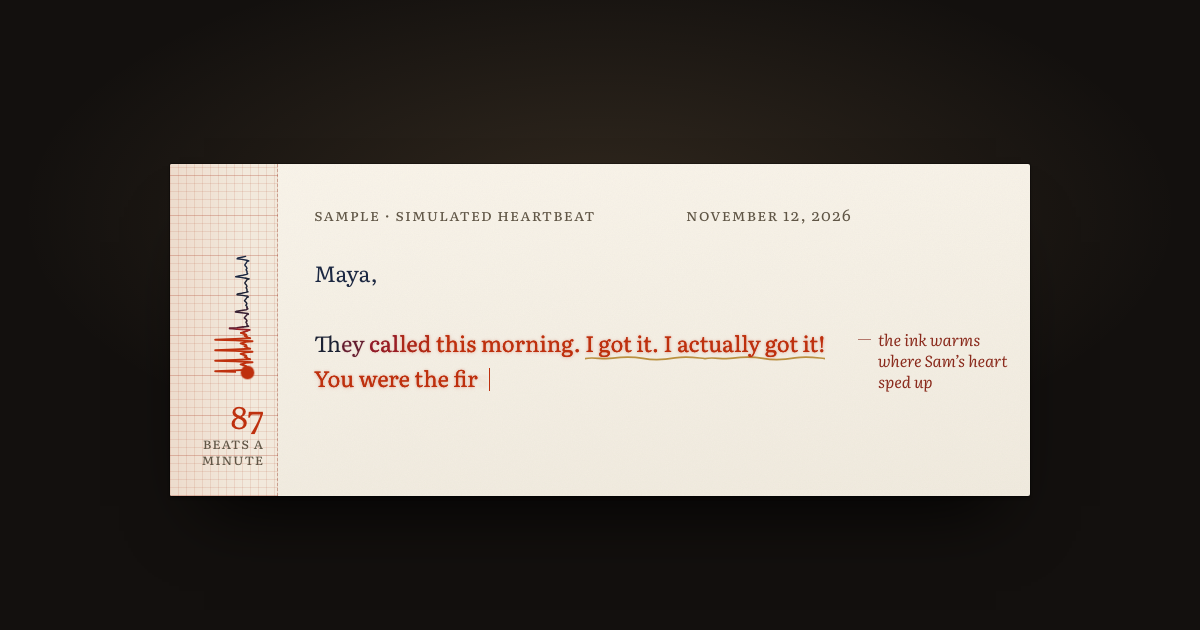 SAMPLE · SIMULATED HEARTBEAT
NOVEMBER 12, 2026
Maya,
They called this morning. I got it. I actually got it!
You were the fir
— the ink warms
where Sam’s heart
sped up
87
BEATS A
MINUTE